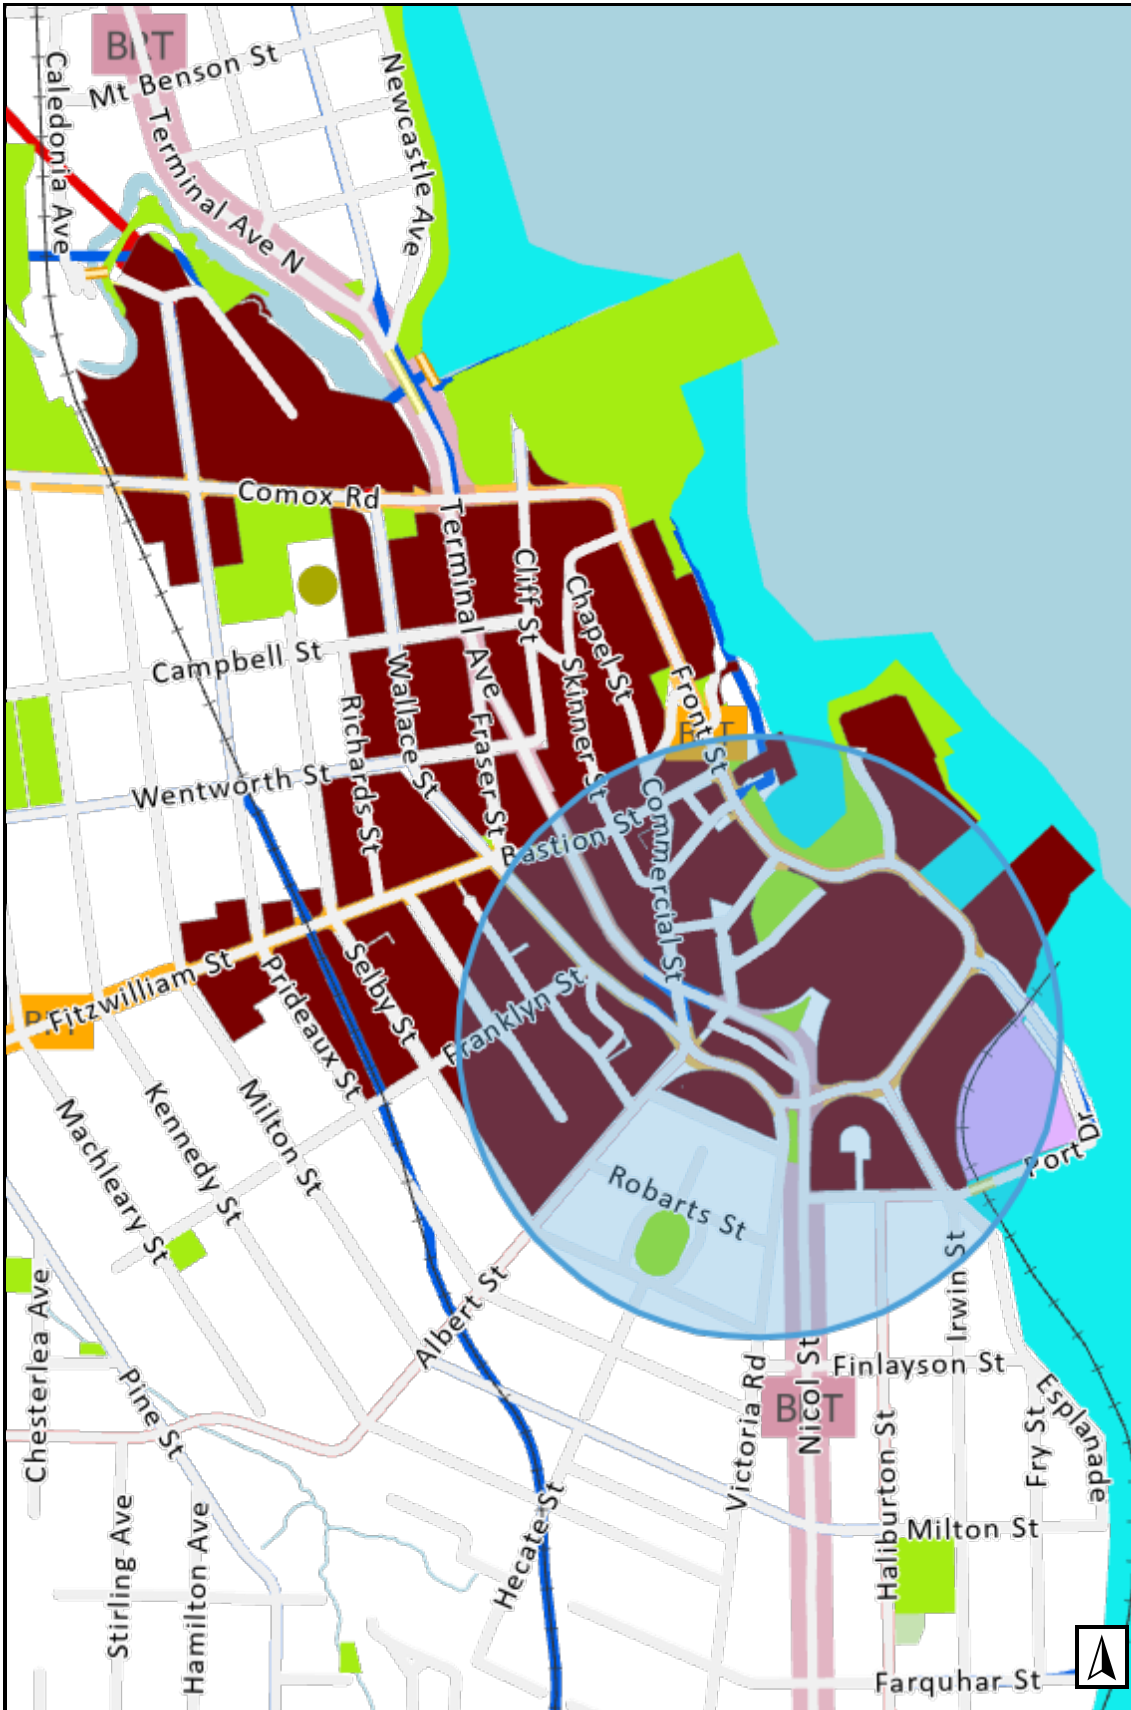 BRT
Mt Benson St
Caledonia Ave
Newcastle Ave
Terminal Ave N
Comox Rd
Terminal Ave
Cliff St
Chapel St
Campbell St
Skinner St
Wallace St
Richards St
Fraser St
Front St
Wentworth St
Commercial St
Bastion St
Fitzwilliam St
Selby St
Prideaux St
Franklyn St
Milton St
Kennedy St
Machleary St
Port Dr
Robarts St
Irwin St
Albert St
Chesterlea Ave
Pine St
Finlayson St
Victoria Rd
Nicol St
Haliburton St
Fry St
Esplanade
Stirling Ave
Hamilton Ave
Hecate St
Milton St
Farquhar St